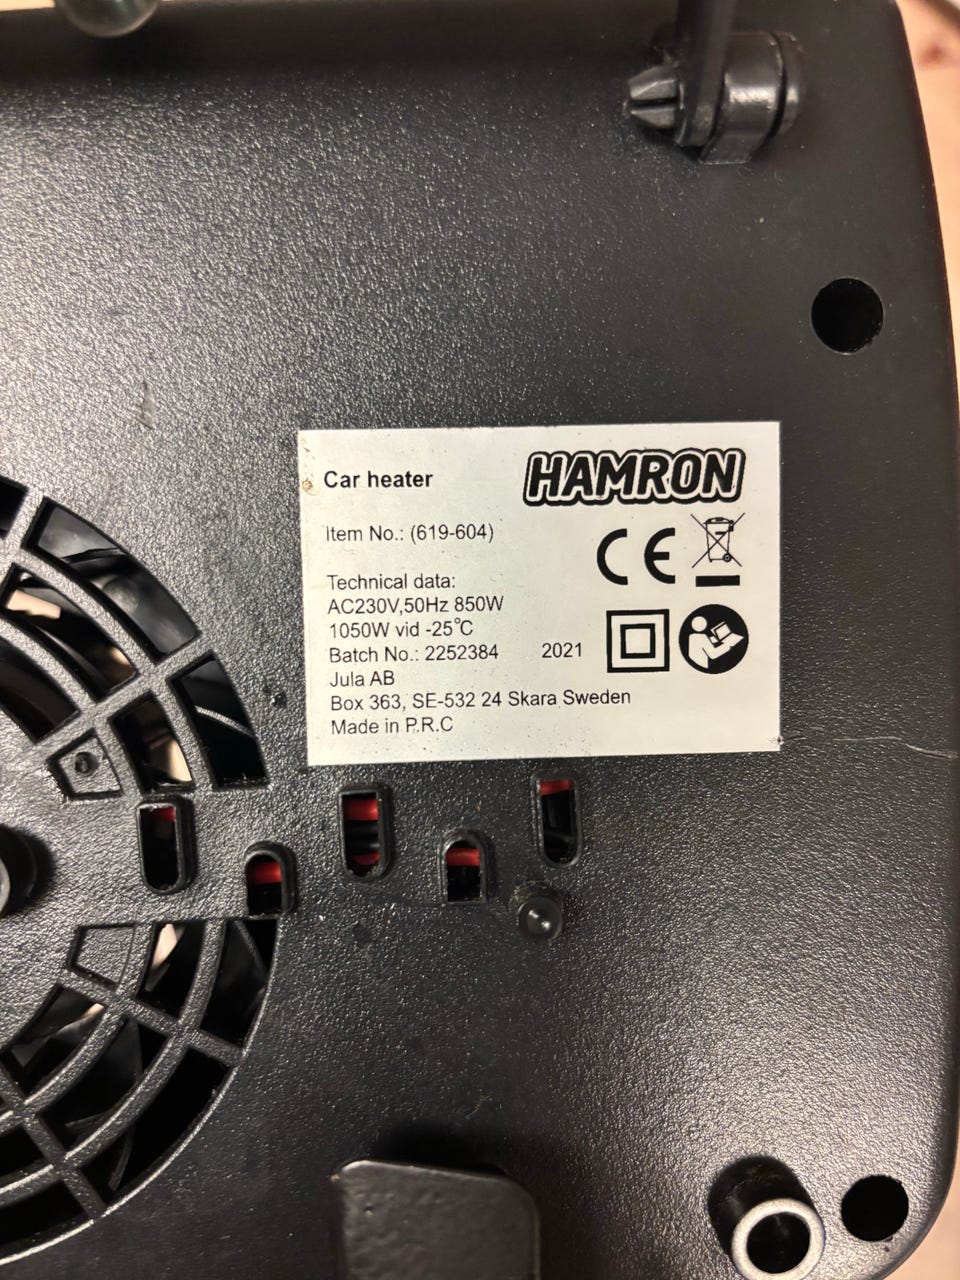 Car heater
HAMRON
Item No.: (619-604)
CE
Technical data:
AC230V,50Hz 850W
1050W vid -25°C
Batch No.: 2252384 2021
Jula AB
Box 363, SE-532 24 Skara Sweden
Made in P.R.C